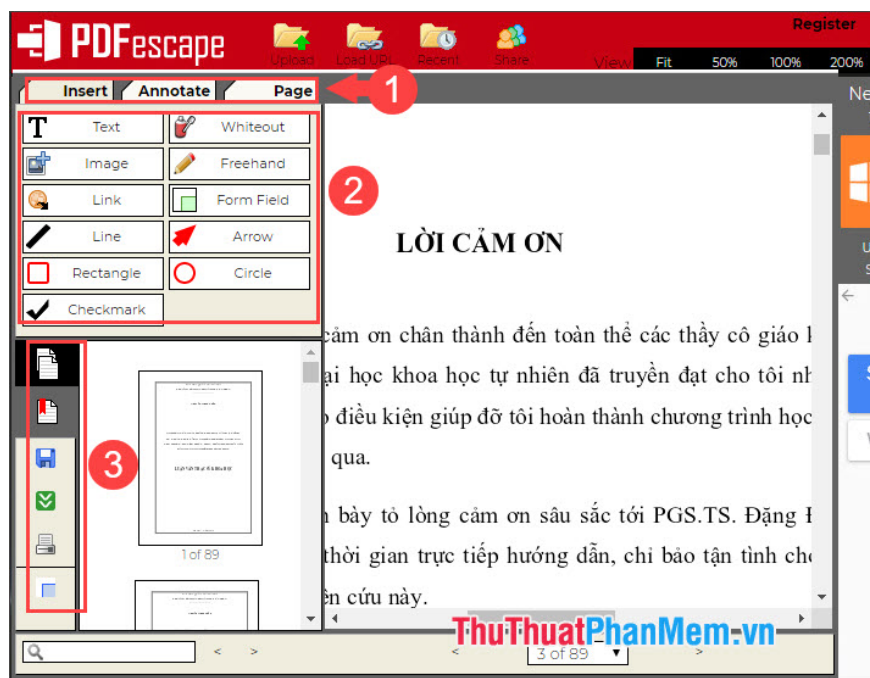 PDFescape
Upload
Load URL
Recent
Share
Register
View
Fit
50%
100%
200%
Insert
Annotate
Page
1
Ne
Text
Whiteout
Image
Freehand
Link
Form Field
2
Line
Arrow
Rectangle
Circle
Checkmark
LỜI CẢM ƠN
cảm ơn chân thành đến toàn thể các thầy cô giáo
ại học khoa học tự nhiên đã truyền đạt cho tôi nh
điều kiện giúp đỡ tôi hoàn thành chương trình học
qua.
bày tỏ lòng cảm ơn sâu sắc tới PGS.TS. Đặng
thời gian trực tiếp hướng dẫn, chỉ bảo tận tình cho
ên cứu này.
3
1 of 89
ThuThuatPhanMem.vn
<
>
<
3 of 89
>